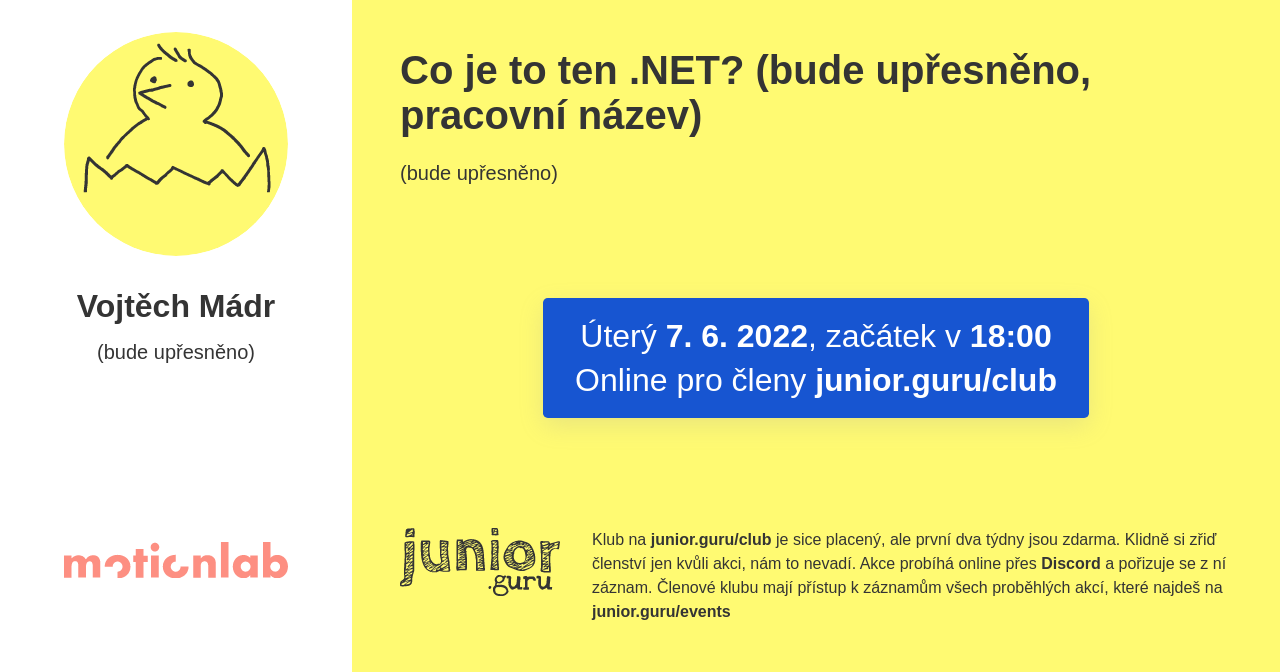 Co je to ten .NET? (bude upřesněno,
pracovní název)
(bude upřesněno)
Vojtěch Mádr
(bude upřesněno)
Úterý 7. 6. 2022, začátek v 18:00
Online pro členy junior.guru/club
motionlab
junior
.guru
Klub na junior.guru/club je sice placený, ale první dva týdny jsou zdarma. Klidně si zřiď
členství jen kvůli akci, nám to nevadí. Akce probíhá online přes Discord a pořizuje se z ní
záznam. Členové klubu mají přístup k záznamům všech proběhlých akcí, které najdeš na
junior.guru/events